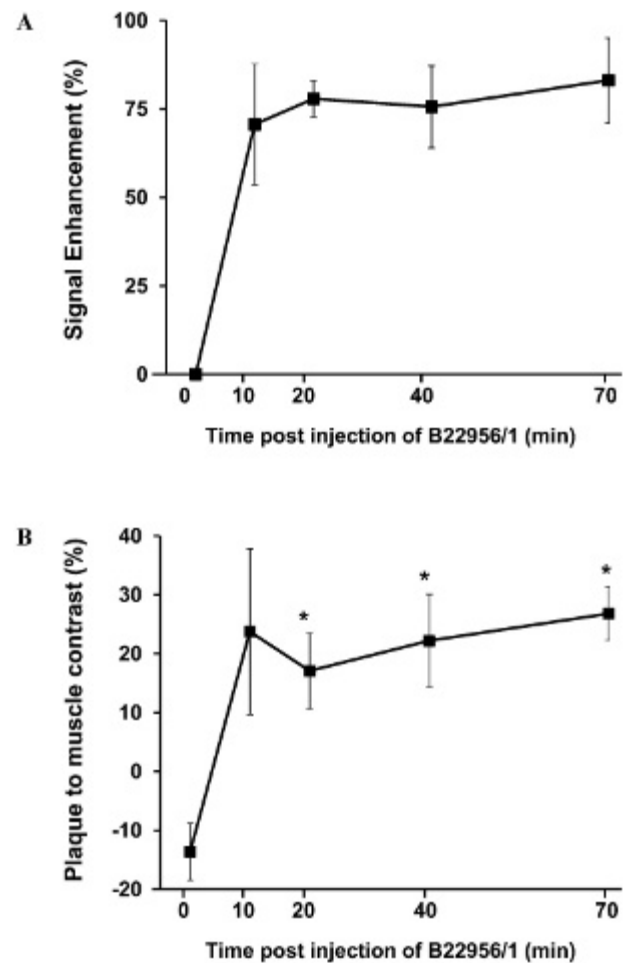 A
Signal Enhancement (%)
100
75
50
25
0
0 10 20 40 70
Time post injection of B22956/1 (min)
B
Plaque to muscle contrast (%)
40
30
20
10
0
-10
-20
* * *
0 10 20 40 70
Time post injection of B22956/1 (min)